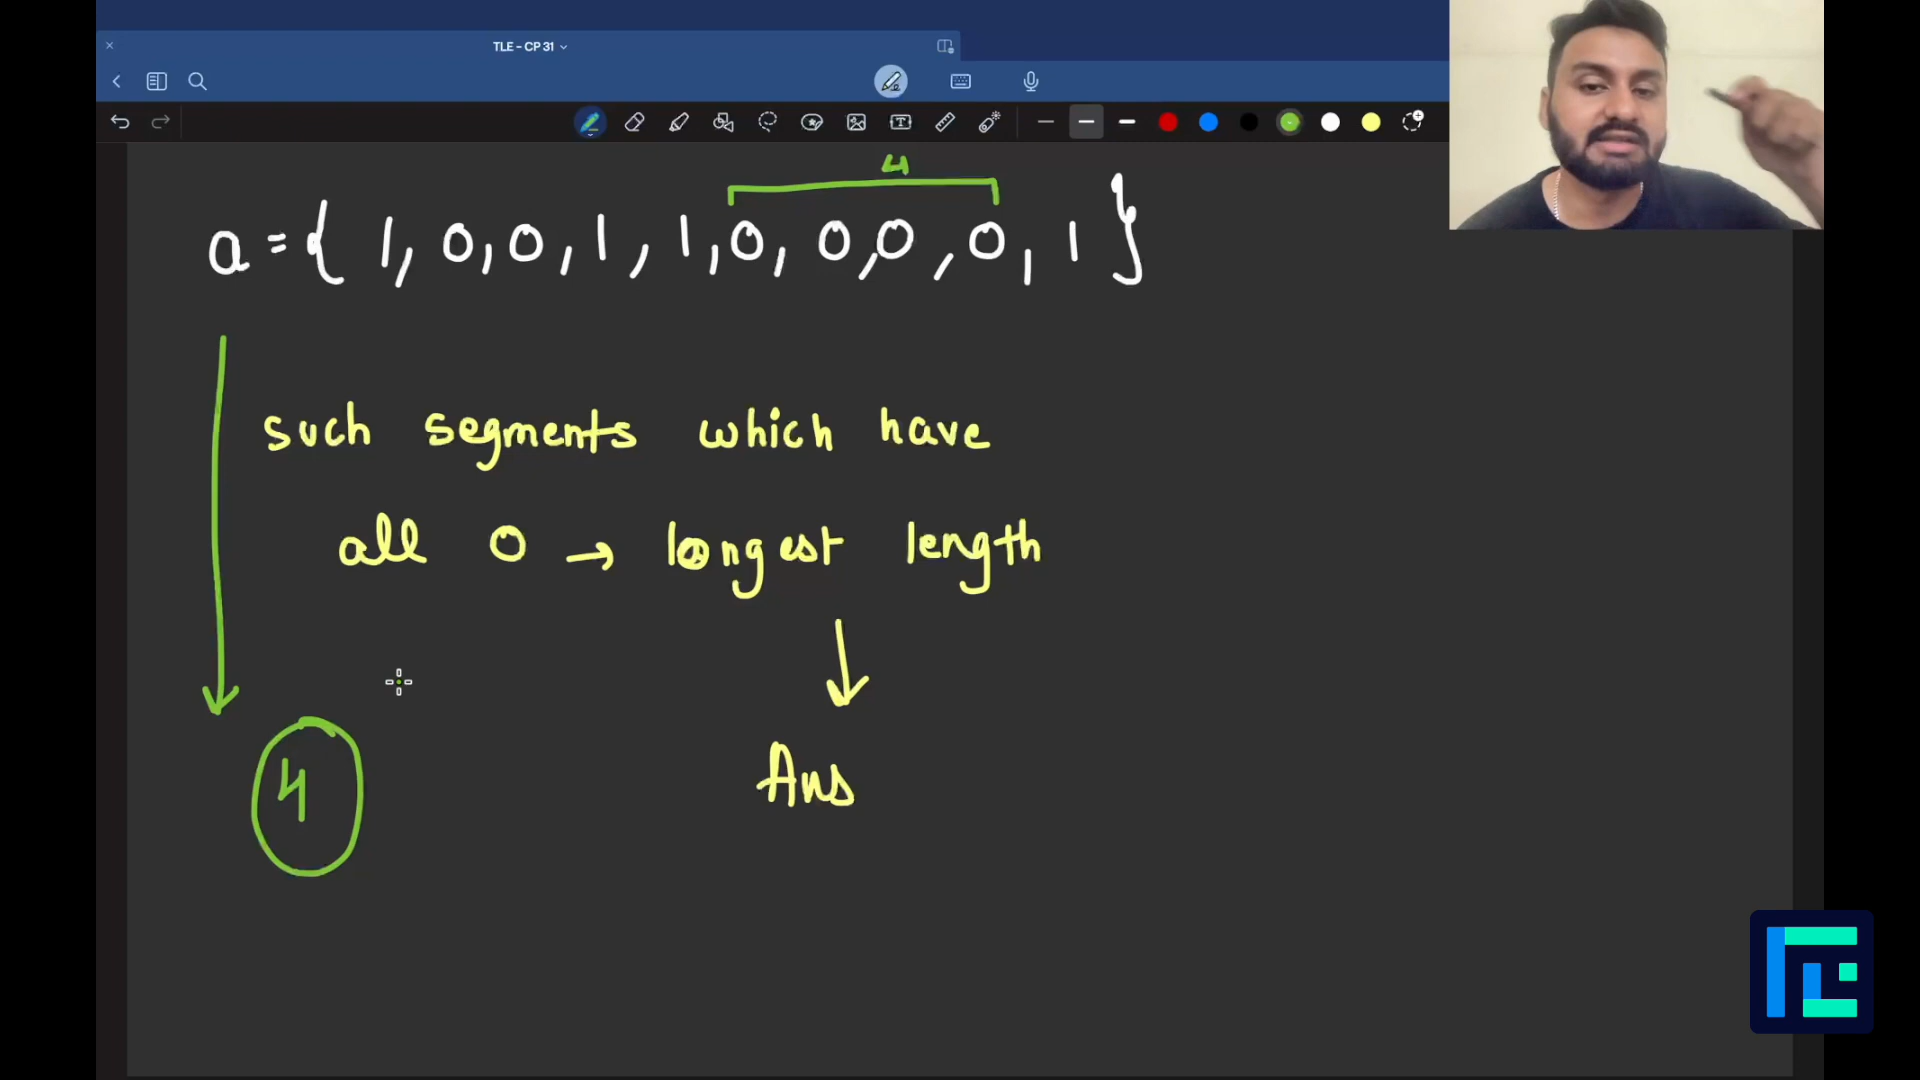 TLE - CP 31
4
a = { 1, 0, 0, 1, 1, 0, 0, 0, 0, 1 }
such segments which have
all 0 → longest length
Ans
4